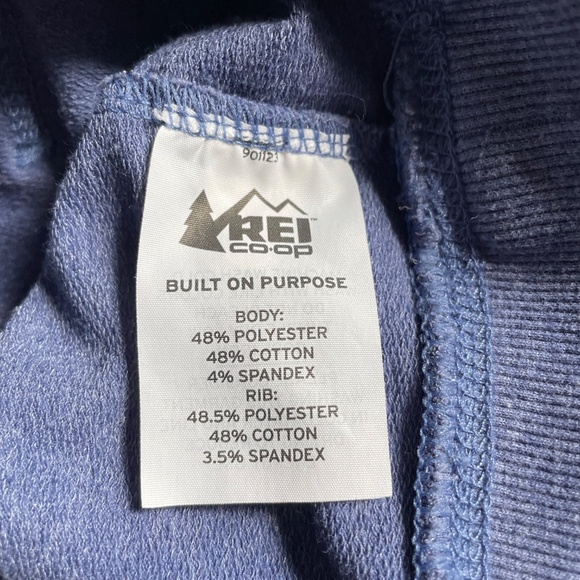 901123
REI™
CO·OP
BUILT ON PURPOSE
BODY:
48% POLYESTER
48% COTTON
4% SPANDEX
RIB:
48.5% POLYESTER
48% COTTON
3.5% SPANDEX